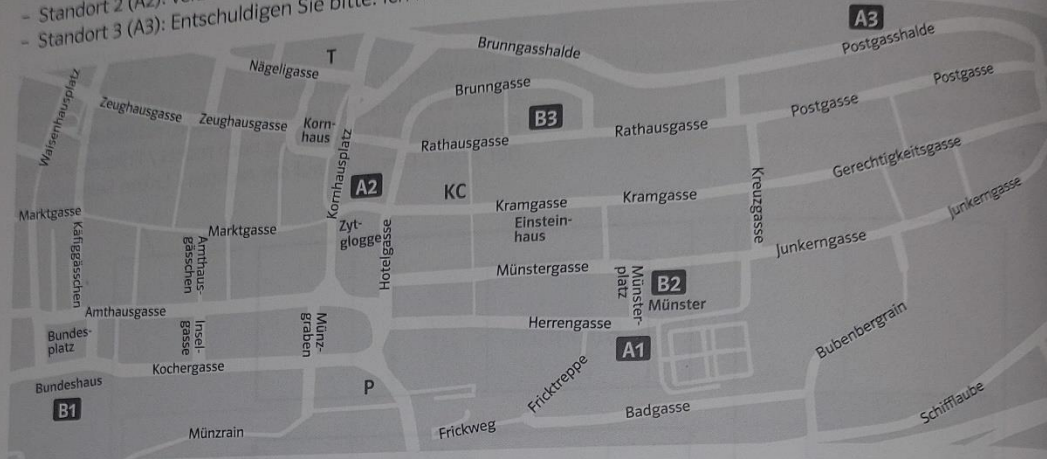 – Standort 2 (A2):
– Standort 3 (A3): Entschuldigen Sie bitte.
A3
Postgasshalde
T
Brunngasshalde
Nägeligasse
Waisenhausplatz
Brunngasse
Postgasse
Zeughausgasse
Zeughausgasse
Korn-
haus
B3
Postgasse
Rathausgasse
Rathausgasse
Kornhausplatz
Gerechtigkeitsgasse
A2
KC
Kramgasse
Kramgasse
Kreuzgasse
Junkerngasse
Marktgasse
Marktgasse
Zyt-
glogge
Einstein-
haus
Junkerngasse
Käfiggässchen
Amthaus-
gässchen
Hotelgasse
Münstergasse
Münster-
platz
B2
Münster
Amthausgasse
Bundes-
platz
Insel-
gasse
Münz-
graben
Herrengasse
Bubenbergrain
A1
Kochergasse
Bundeshaus
B1
P
Fricktreppe
Badgasse
Schifflaube
Münzrain
Frickweg